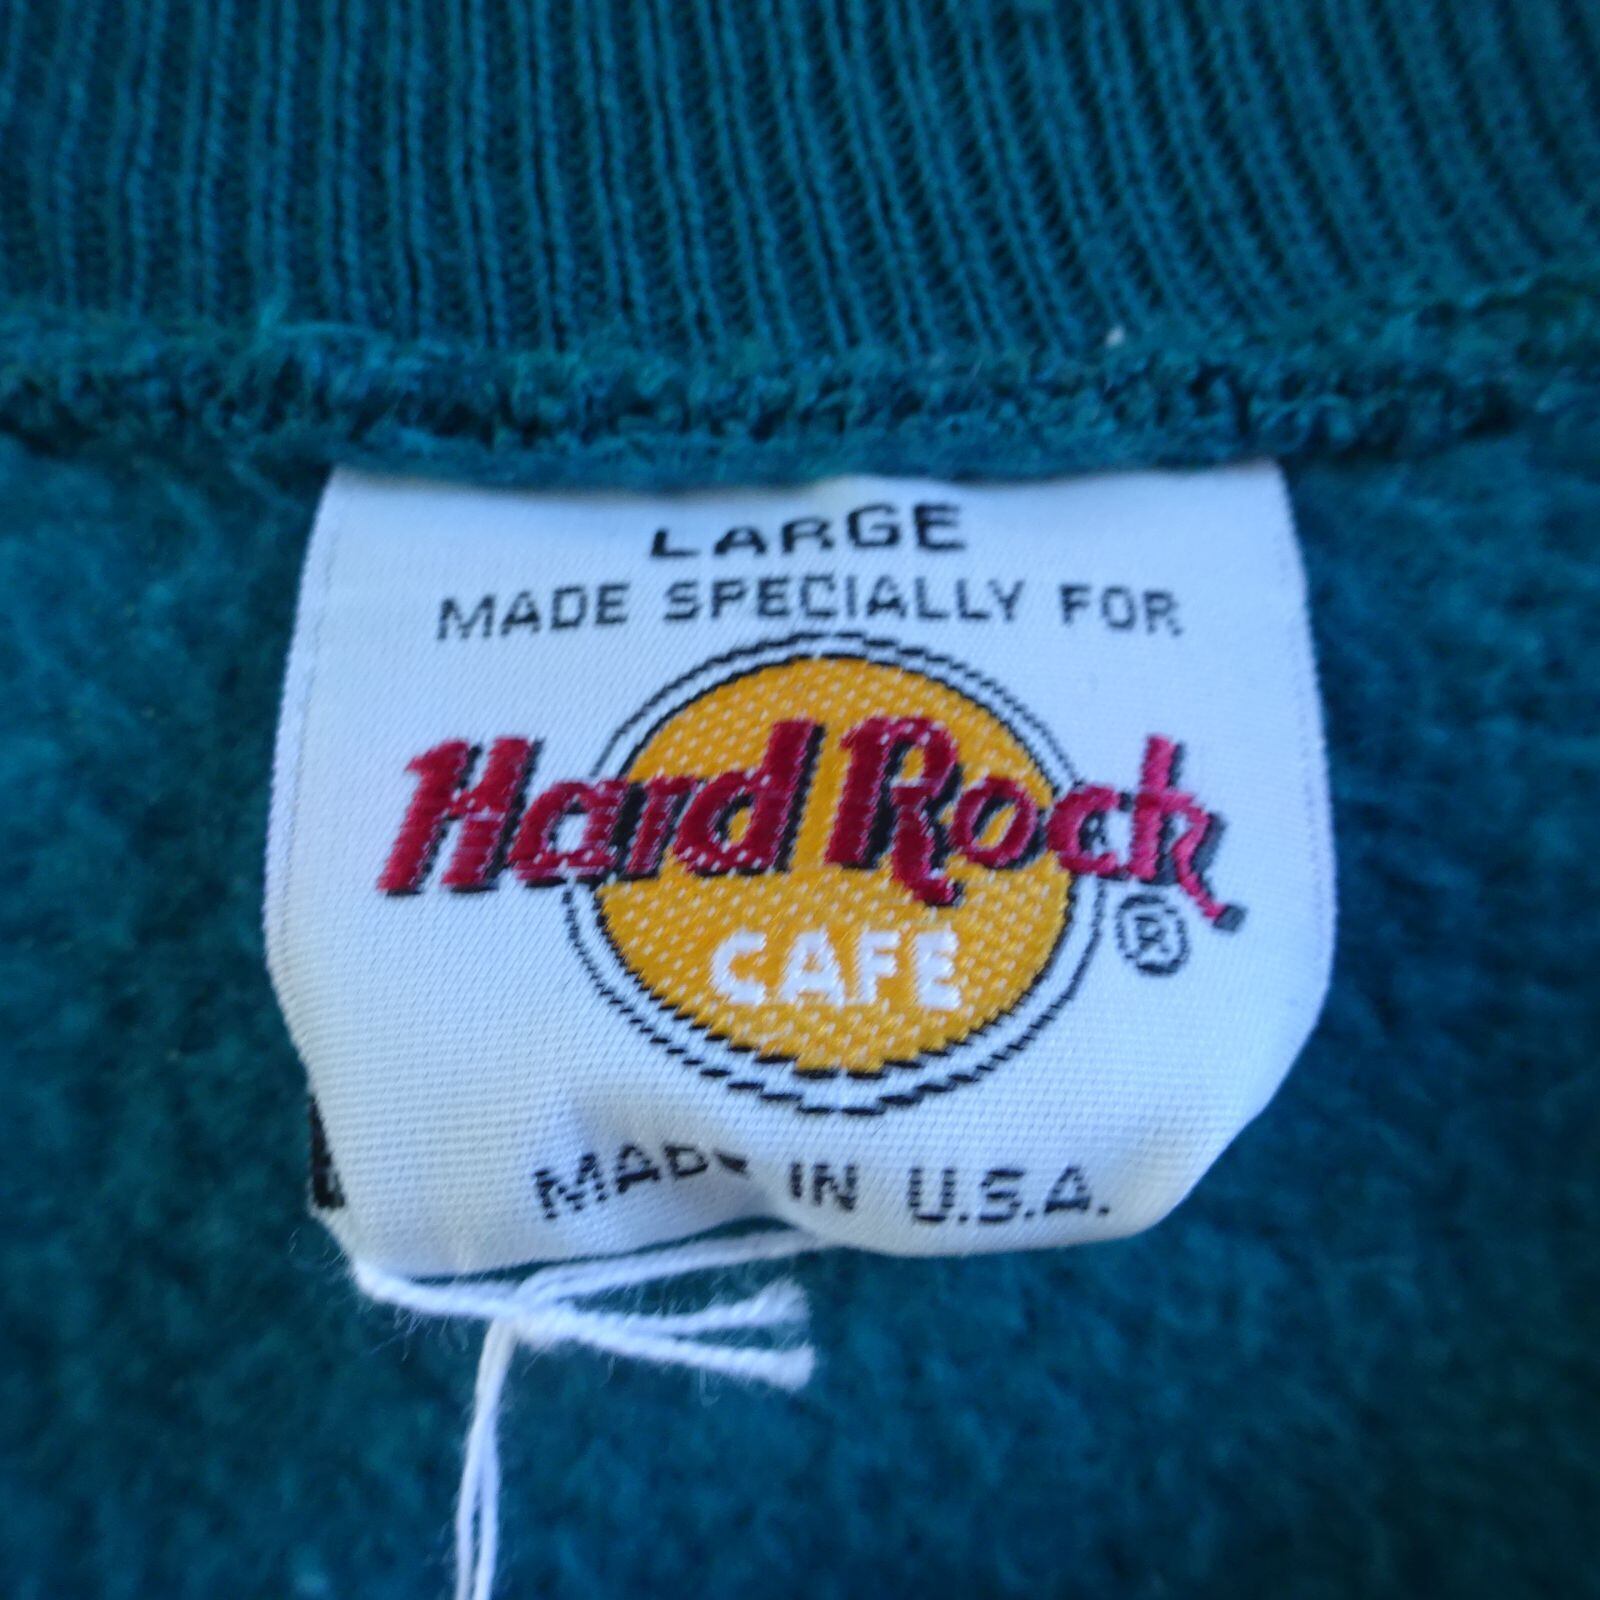 LARGE
MADE SPECIALLY FOR
Hard Rock
CAFE
®
MADE IN U.S.A.